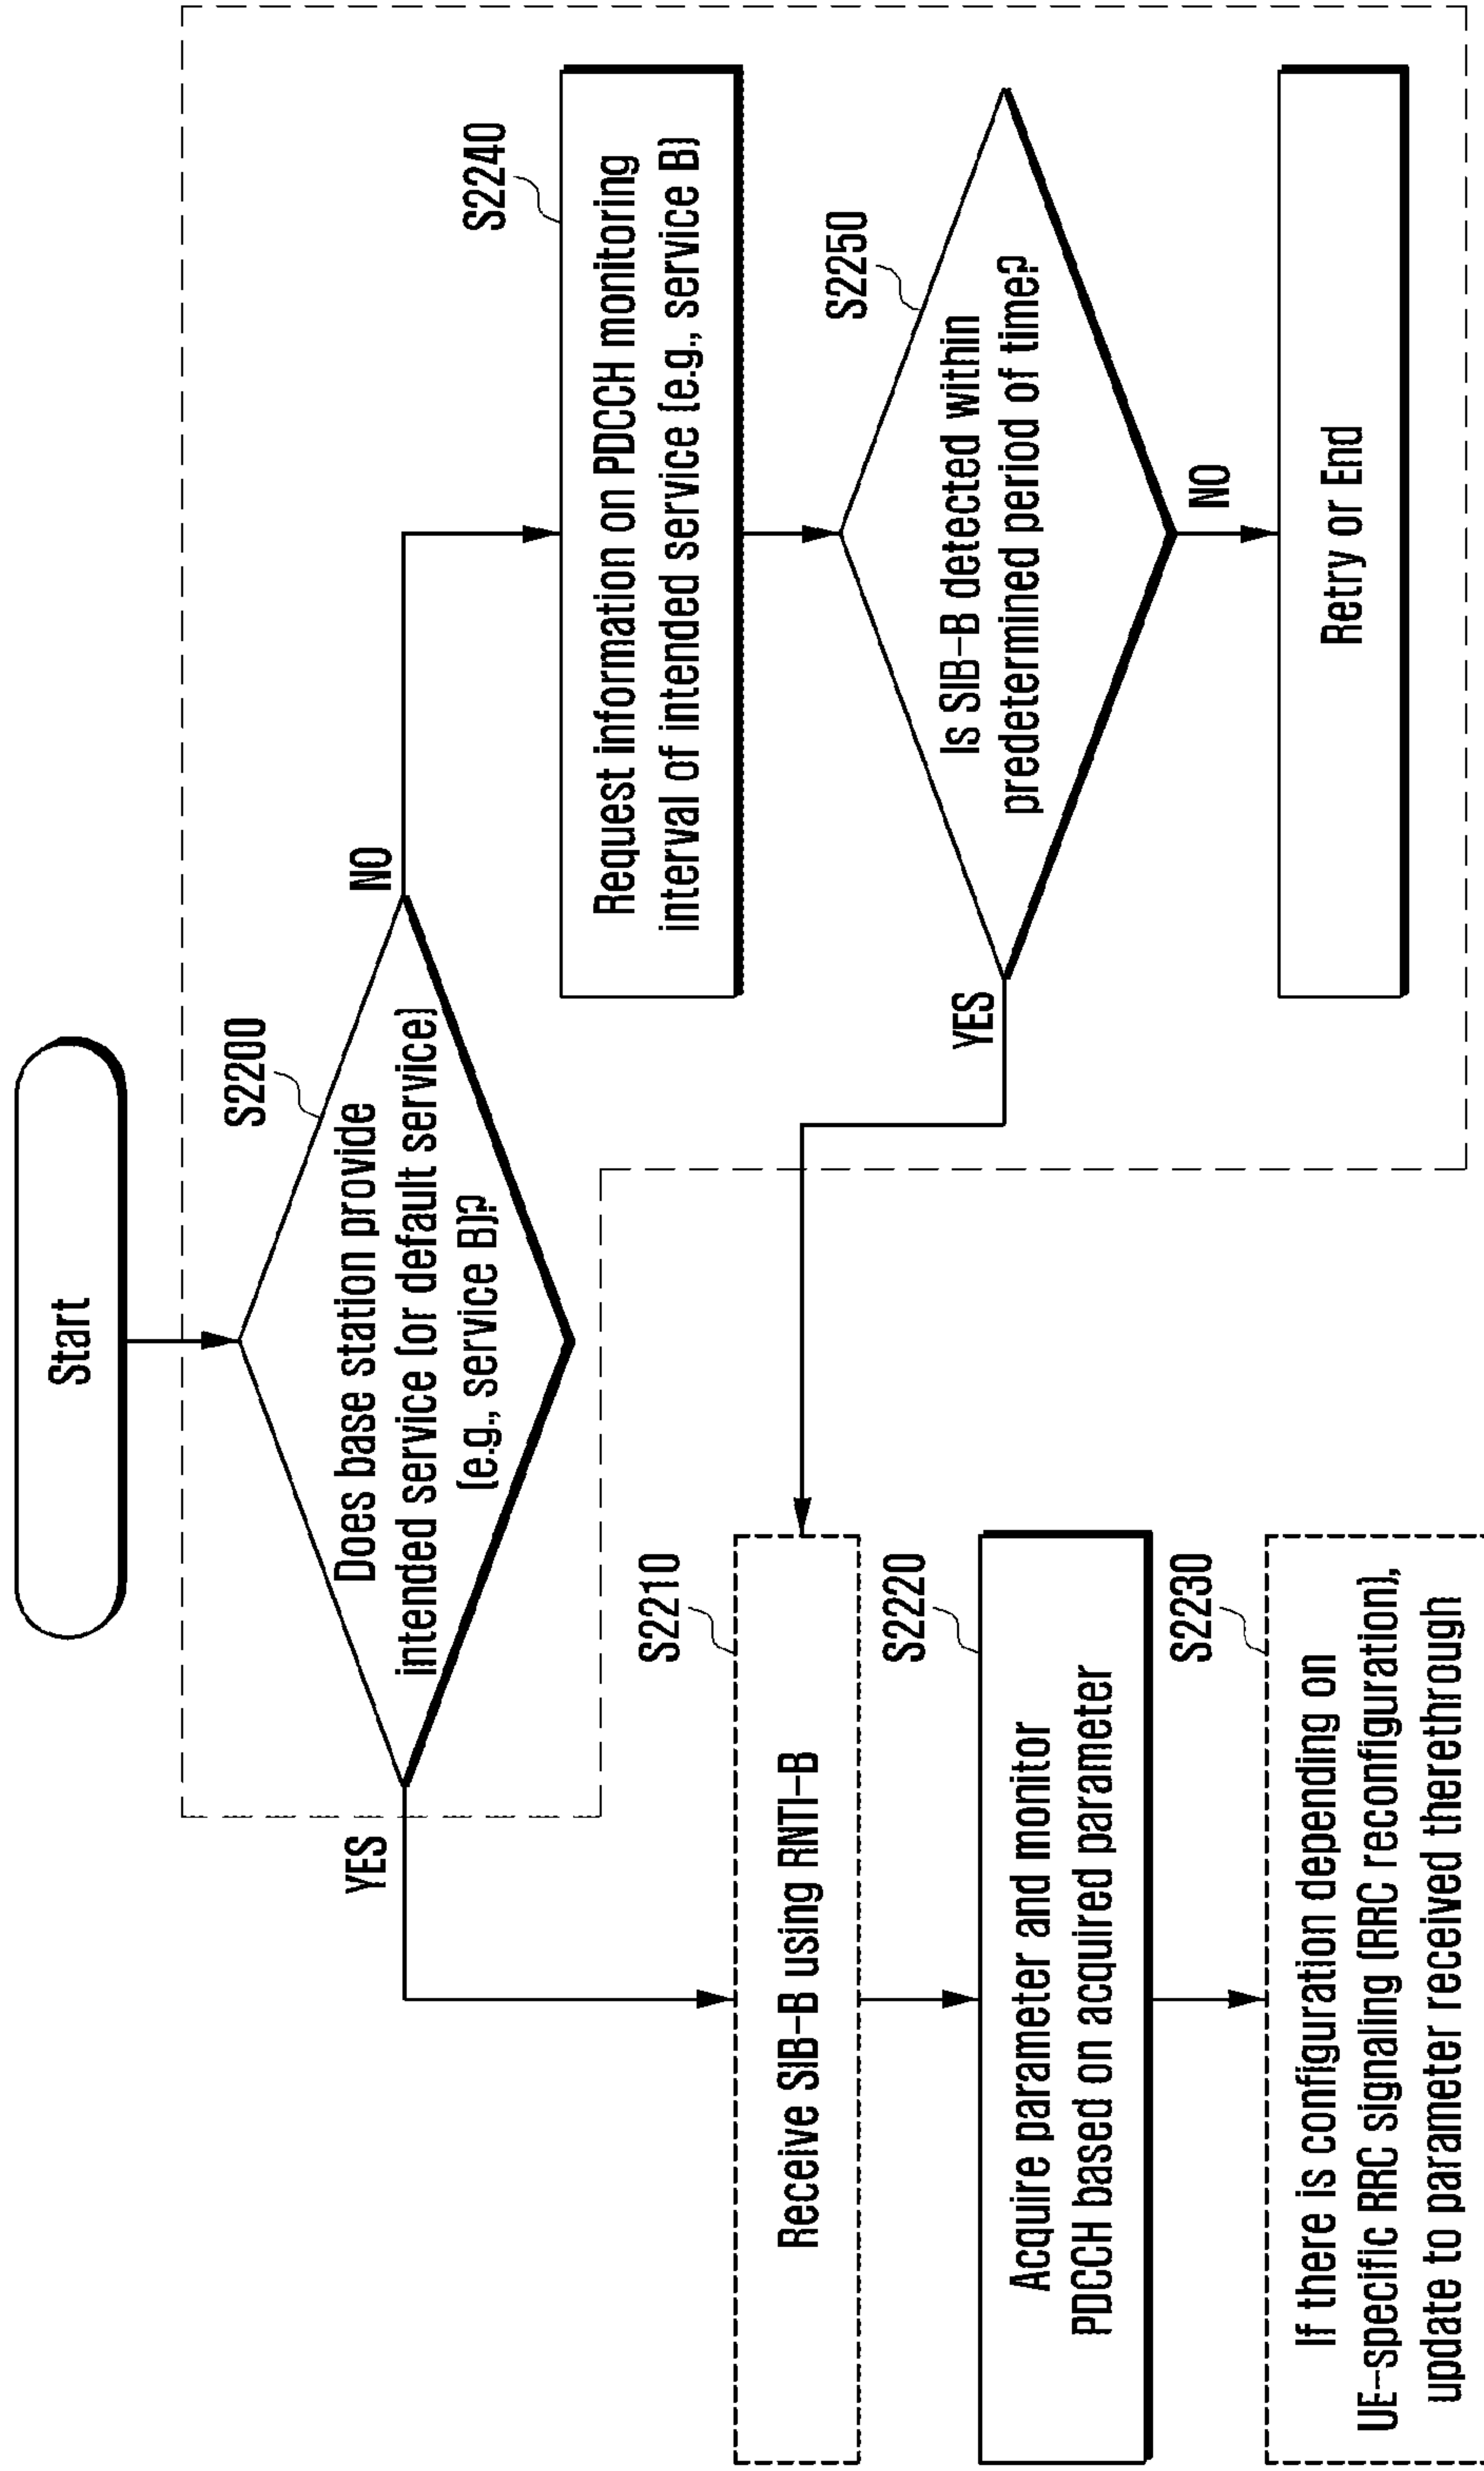 Start
S2200
Does base station provide
intended service (or default service)
(e.g., service B)?
YES
NO
S2210
Receive SIB-B using RNTI-B
S2220
Acquire parameter and monitor
PDCCH based on acquired parameter
S2230
If there is configuration depending on
UE-specific RRC signaling (RRC reconfiguration),
update to parameter received therethrough
S2240
Request information on PDCCH monitoring
interval of intended service (e.g., service B)
S2250
Is SIB-B detected within
predetermined period of time?
YES
NO
Retry or End